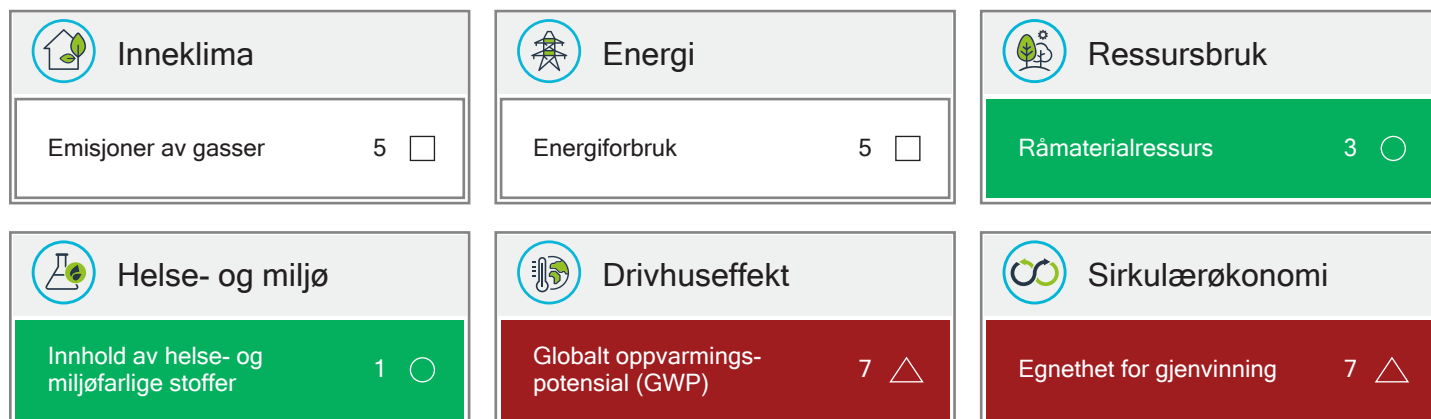 Inneklima
Emisjoner av gasser 5
Energi
Energiforbruk 5
Ressursbruk
Råmaterialressurs 3
Helse- og miljø
Innhold av helse- og
miljøfarlige stoffer 1
Drivhuseffekt
Globalt oppvarmings-
potensial (GWP) 7
Sirkulærøkonomi
Egnethet for gjenvinning 7